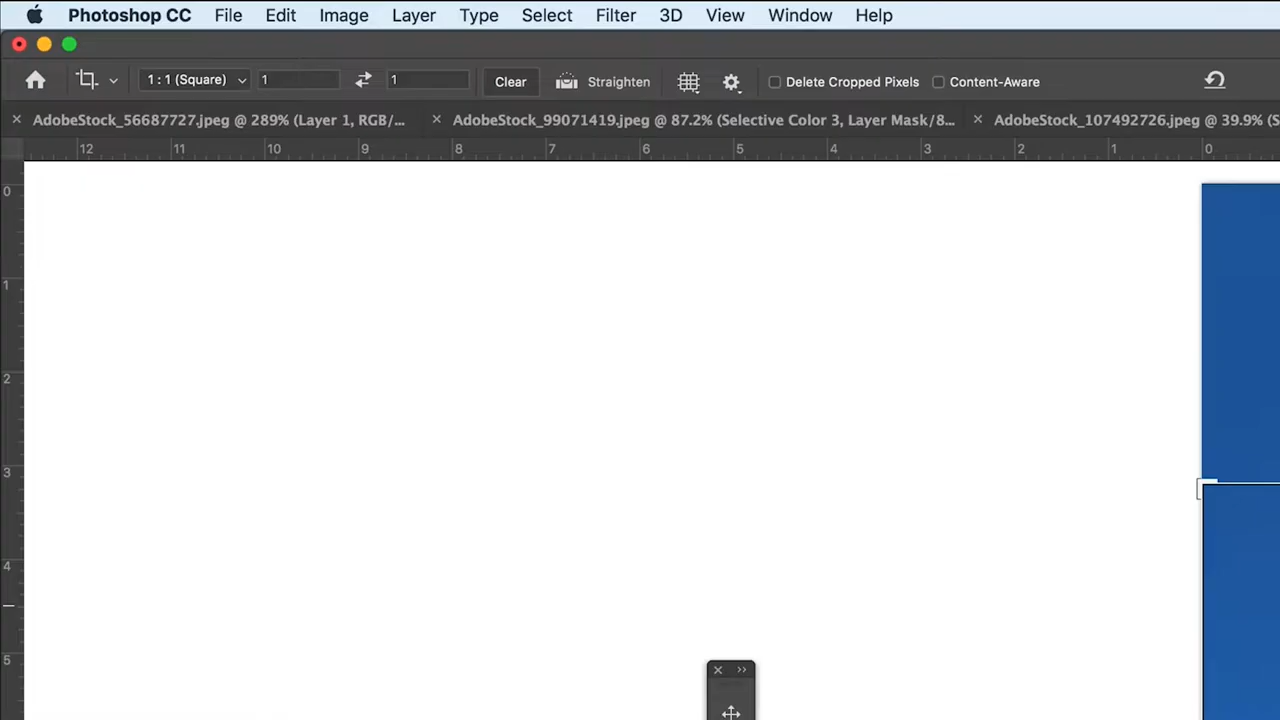 Photoshop CC File Edit Image Layer Type Select Filter 3D View Window Help
1 : 1 (Square) 1 1 Clear Straighten Delete Cropped Pixels Content-Aware
AdobeStock_56687727.jpeg @ 289% (Layer 1, RGB/... AdobeStock_99071419.jpeg @ 87.2% (Selective Color 3, Layer Mask/8... AdobeStock_107492726.jpeg @ 39.9% (S
12 11 10 9 8 7 6 5 4 3 2 1 0
0
1
2
3
4
5